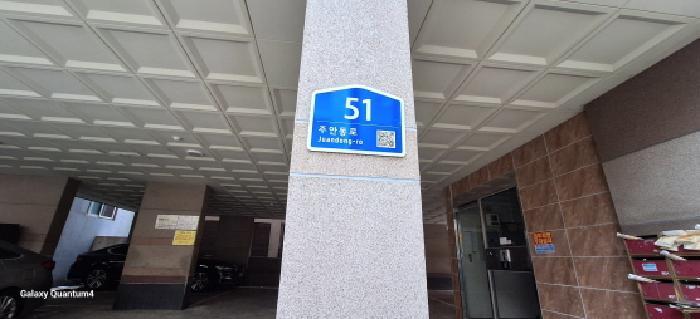 51
주안동로
Juandong-ro
Galaxy Quantum4